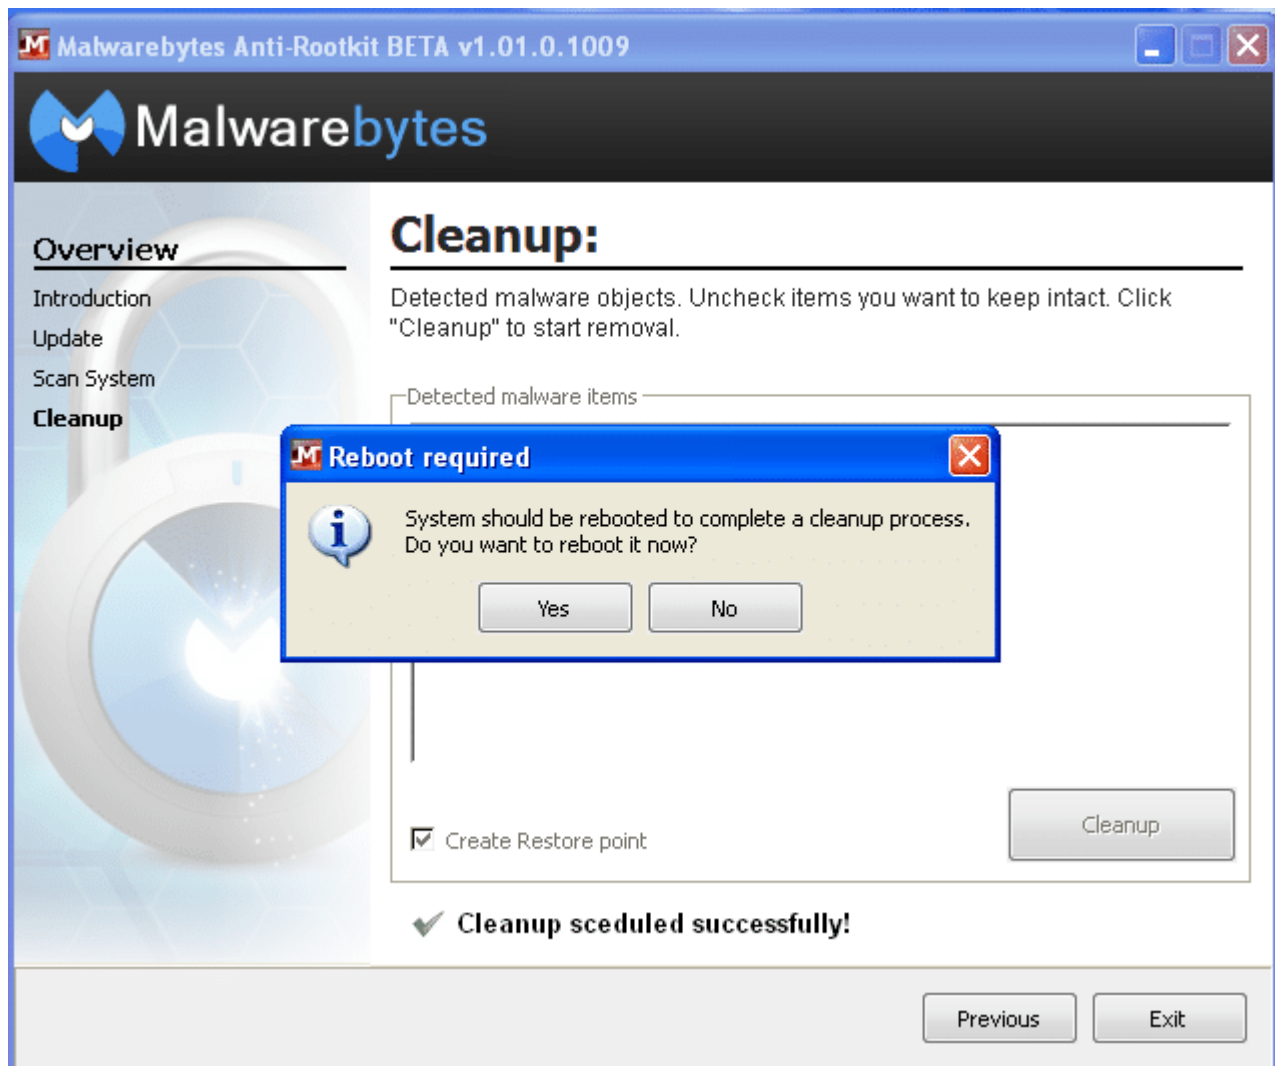 Malwarebytes Anti-Rootkit BETA v1.01.0.1009
Malwarebytes
Overview
Introduction
Update
Scan System
Cleanup
Cleanup:
Detected malware objects. Uncheck items you want to keep intact. Click
"Cleanup" to start removal.
Detected malware items
Reboot required
System should be rebooted to complete a cleanup process.
Do you want to reboot it now?
Yes No
Create Restore point
Cleanup
Cleanup sceduled successfully!
Previous Exit